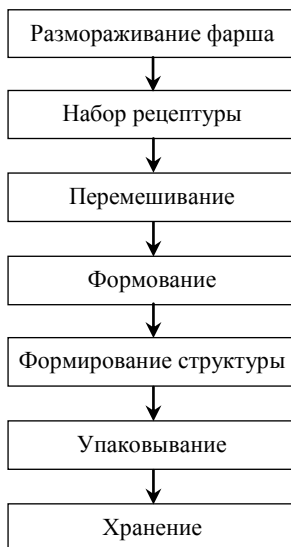 Размораживание фарша
Набор рецептуры
Перемешивание
Формование
Формирование структуры
Упаковывание
Хранение